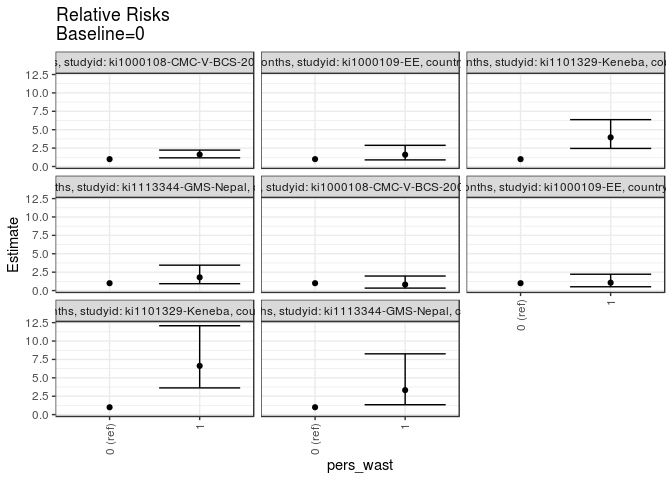 Relative Risks
Baseline=0
s, studyid: ki1000108-CMC-V-BCS-20
onths, studyid: ki1000109-EE, countr
nths, studyid: ki1101329-Keneba, cou
12.5
10.0
7.5
5.0
2.5
0.0
ths, studyid: ki1113344-GMS-Nepal,
, studyid: ki1000108-CMC-V-BCS-200
onths, studyid: ki1000109-EE, country
12.5
10.0
7.5
5.0
2.5
0.0
Estimate
nths, studyid: ki1101329-Keneba, cou
hs, studyid: ki1113344-GMS-Nepal, c
12.5
10.0
7.5
5.0
2.5
0.0
0 (ref)
1
0 (ref)
1
0 (ref)
1
pers_wast